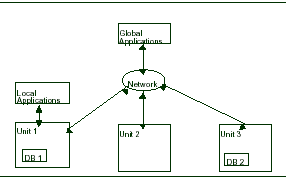 Global
Applications
Network
Local
Applications
Unit 1
Unit 2
Unit 3
DB 1
DB 2